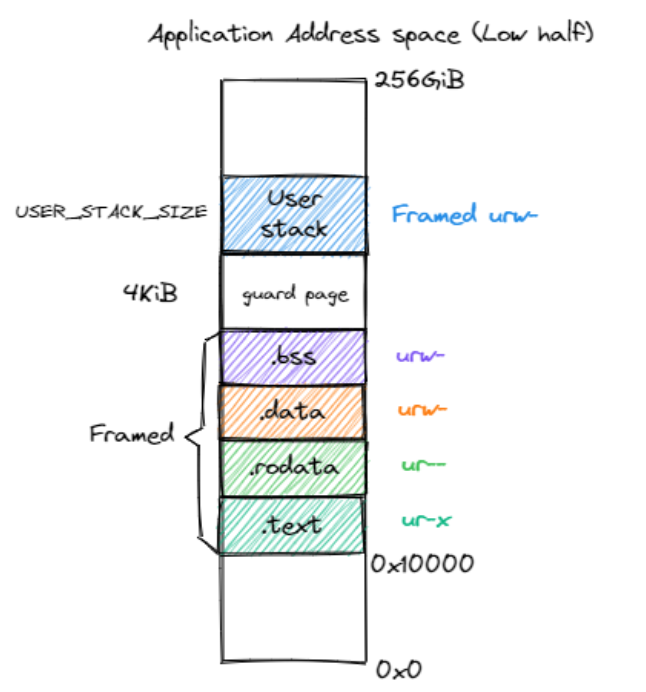 Application Address space (Low half)
256GiB
USER_STACK_SIZE
User
stack
Framed urw-
4KiB
guard page
.bss
urw-
.data
urw-
Framed
.rodata
ur--
.text
ur-x
0x10000
0x0